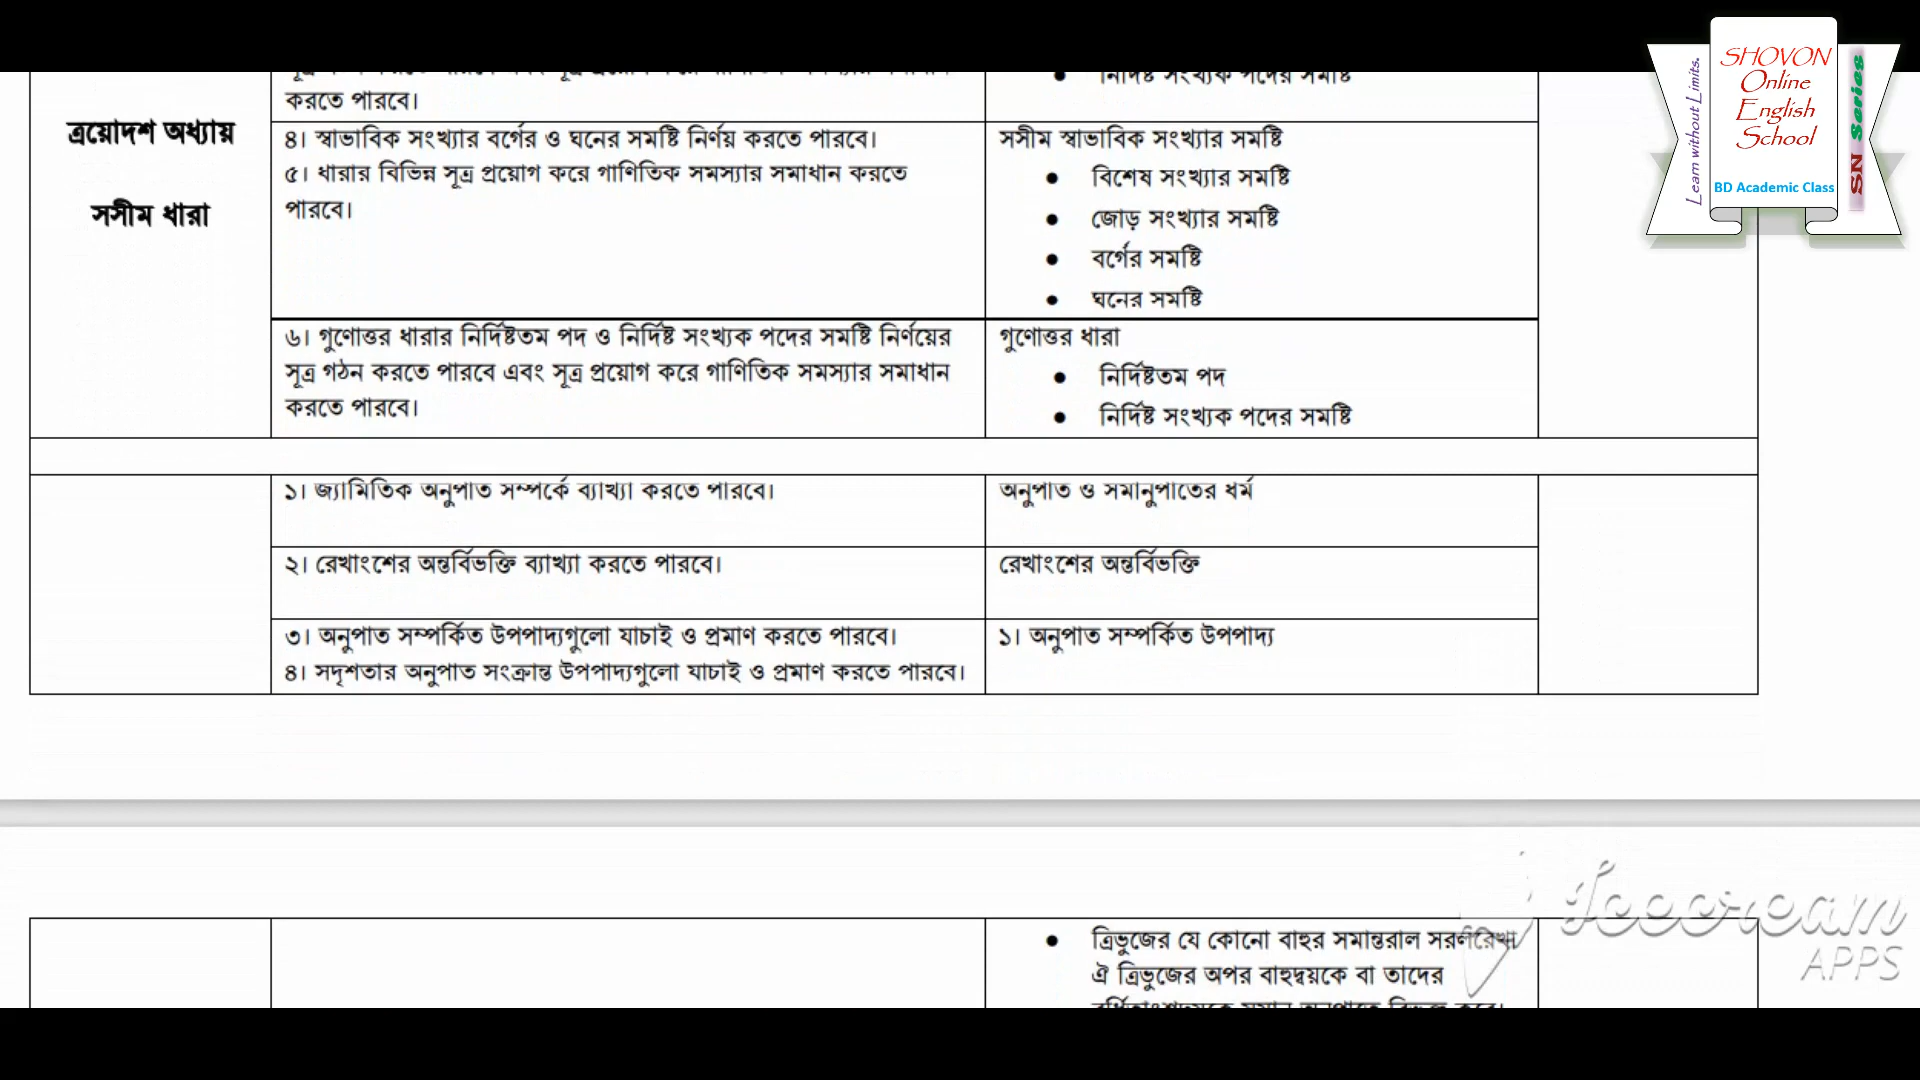 করতে পারবে।
নির্দিষ্ট সংখ্যক পদের সমষ্টি
ত্রয়োদশ অধ্যায়
সসীম ধারা
৪। স্বাভাবিক সংখ্যার বর্গের ও ঘনের সমষ্টি নির্ণয় করতে পারবে।
৫। ধারার বিভিন্ন সূত্র প্রয়োগ করে গাণিতিক সমস্যার সমাধান করতে
পারবে।
সসীম স্বাভাবিক সংখ্যার সমষ্টি
● বিশেষ সংখ্যার সমষ্টি
● জোড় সংখ্যার সমষ্টি
● বর্গের সমষ্টি
● ঘনের সমষ্টি
৬। গুণোত্তর ধারার নির্দিষ্টতম পদ ও নির্দিষ্ট সংখ্যক পদের সমষ্টি নির্ণয়ের
সূত্র গঠন করতে পারবে এবং সূত্র প্রয়োগ করে গাণিতিক সমস্যার সমাধান
করতে পারবে।
গুণোত্তর ধারা
● নির্দিষ্টতম পদ
● নির্দিষ্ট সংখ্যক পদের সমষ্টি
১। জ্যামিতিক অনুপাত সম্পর্কে ব্যাখ্যা করতে পারবে।
অনুপাত ও সমানুপাতের ধর্ম
২। রেখাংশের অন্তর্বিভক্তি ব্যাখ্যা করতে পারবে।
রেখাংশের অন্তর্বিভক্তি
৩। অনুপাত সম্পর্কিত উপপাদ্যগুলো যাচাই ও প্রমাণ করতে পারবে।
৪। সদৃশতার অনুপাত সংক্রান্ত উপপাদ্যগুলো যাচাই ও প্রমাণ করতে পারবে।
১। অনুপাত সম্পর্কিত উপপাদ্য
● ত্রিভুজের যে কোনো বাহুর সমান্তরাল সরলরেখা
ঐ ত্রিভুজের অপর বাহুদ্বয়কে বা তাদের
Learn without Limits.
SHOVON
Online
English
School
BD Academic Class
SN Series
Icecream
APPS